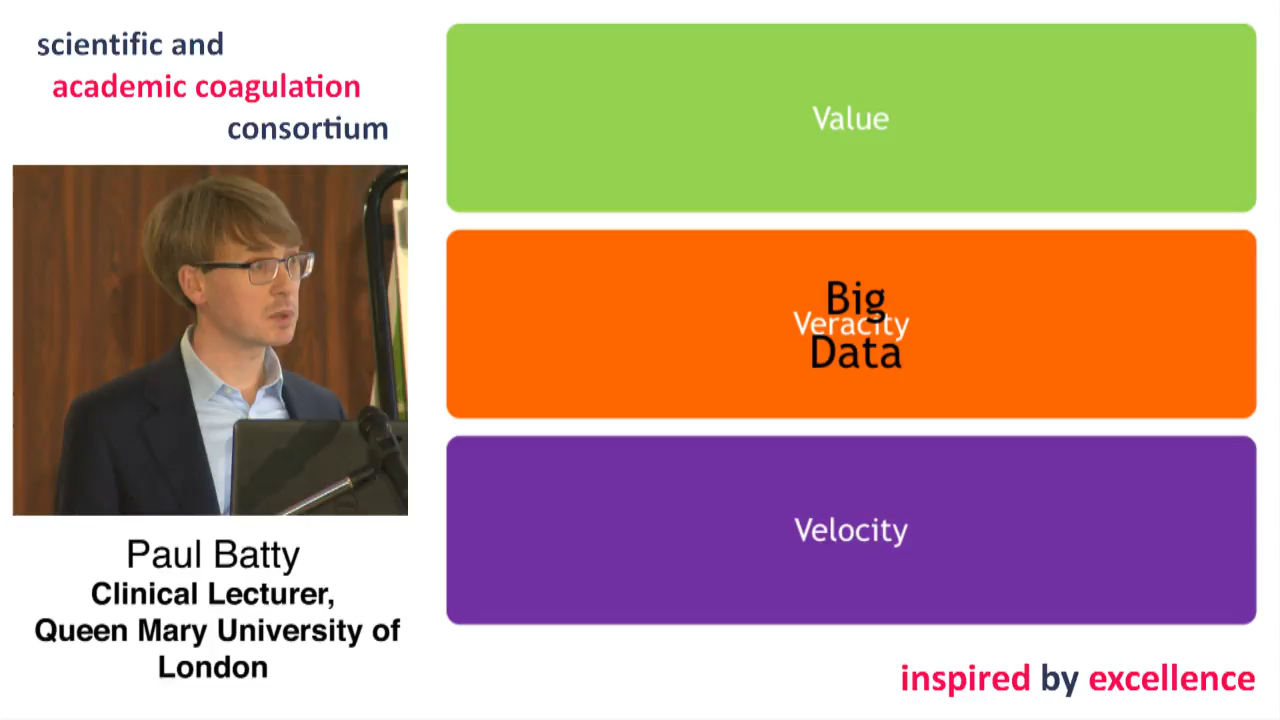 scientific and
academic coagulation
consortium
Paul Batty
Clinical Lecturer,
Queen Mary University of
London
Value
Big
Veracity
Data
Velocity
inspired by excellence